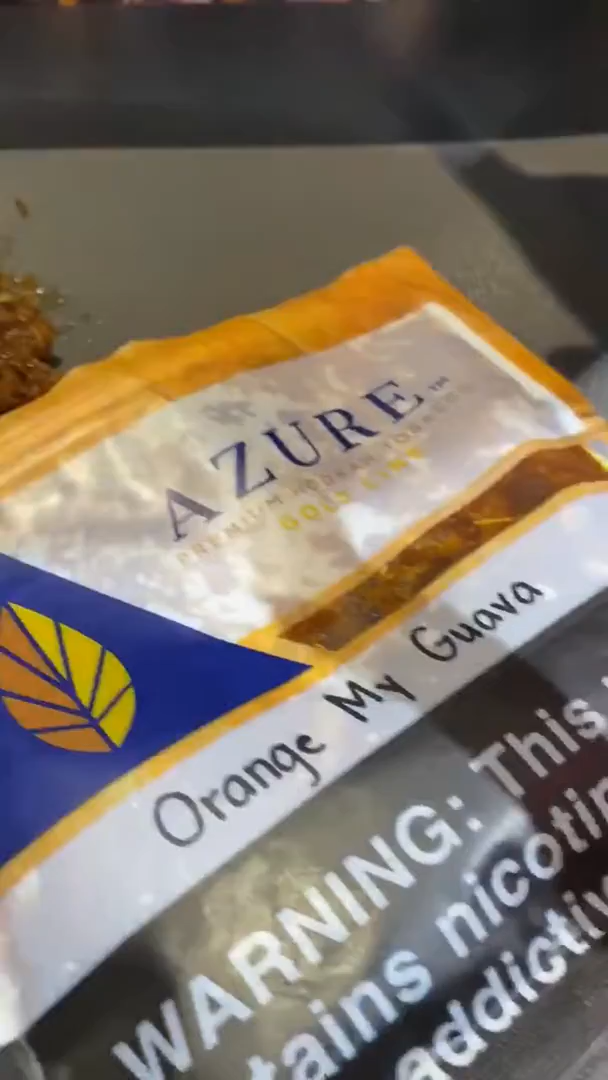 AZURE™
PREMIUM HOOKAH TOBACCO
GOLD LINE
Orange My Guava
WARNING: This
tains nicotin
addictiv